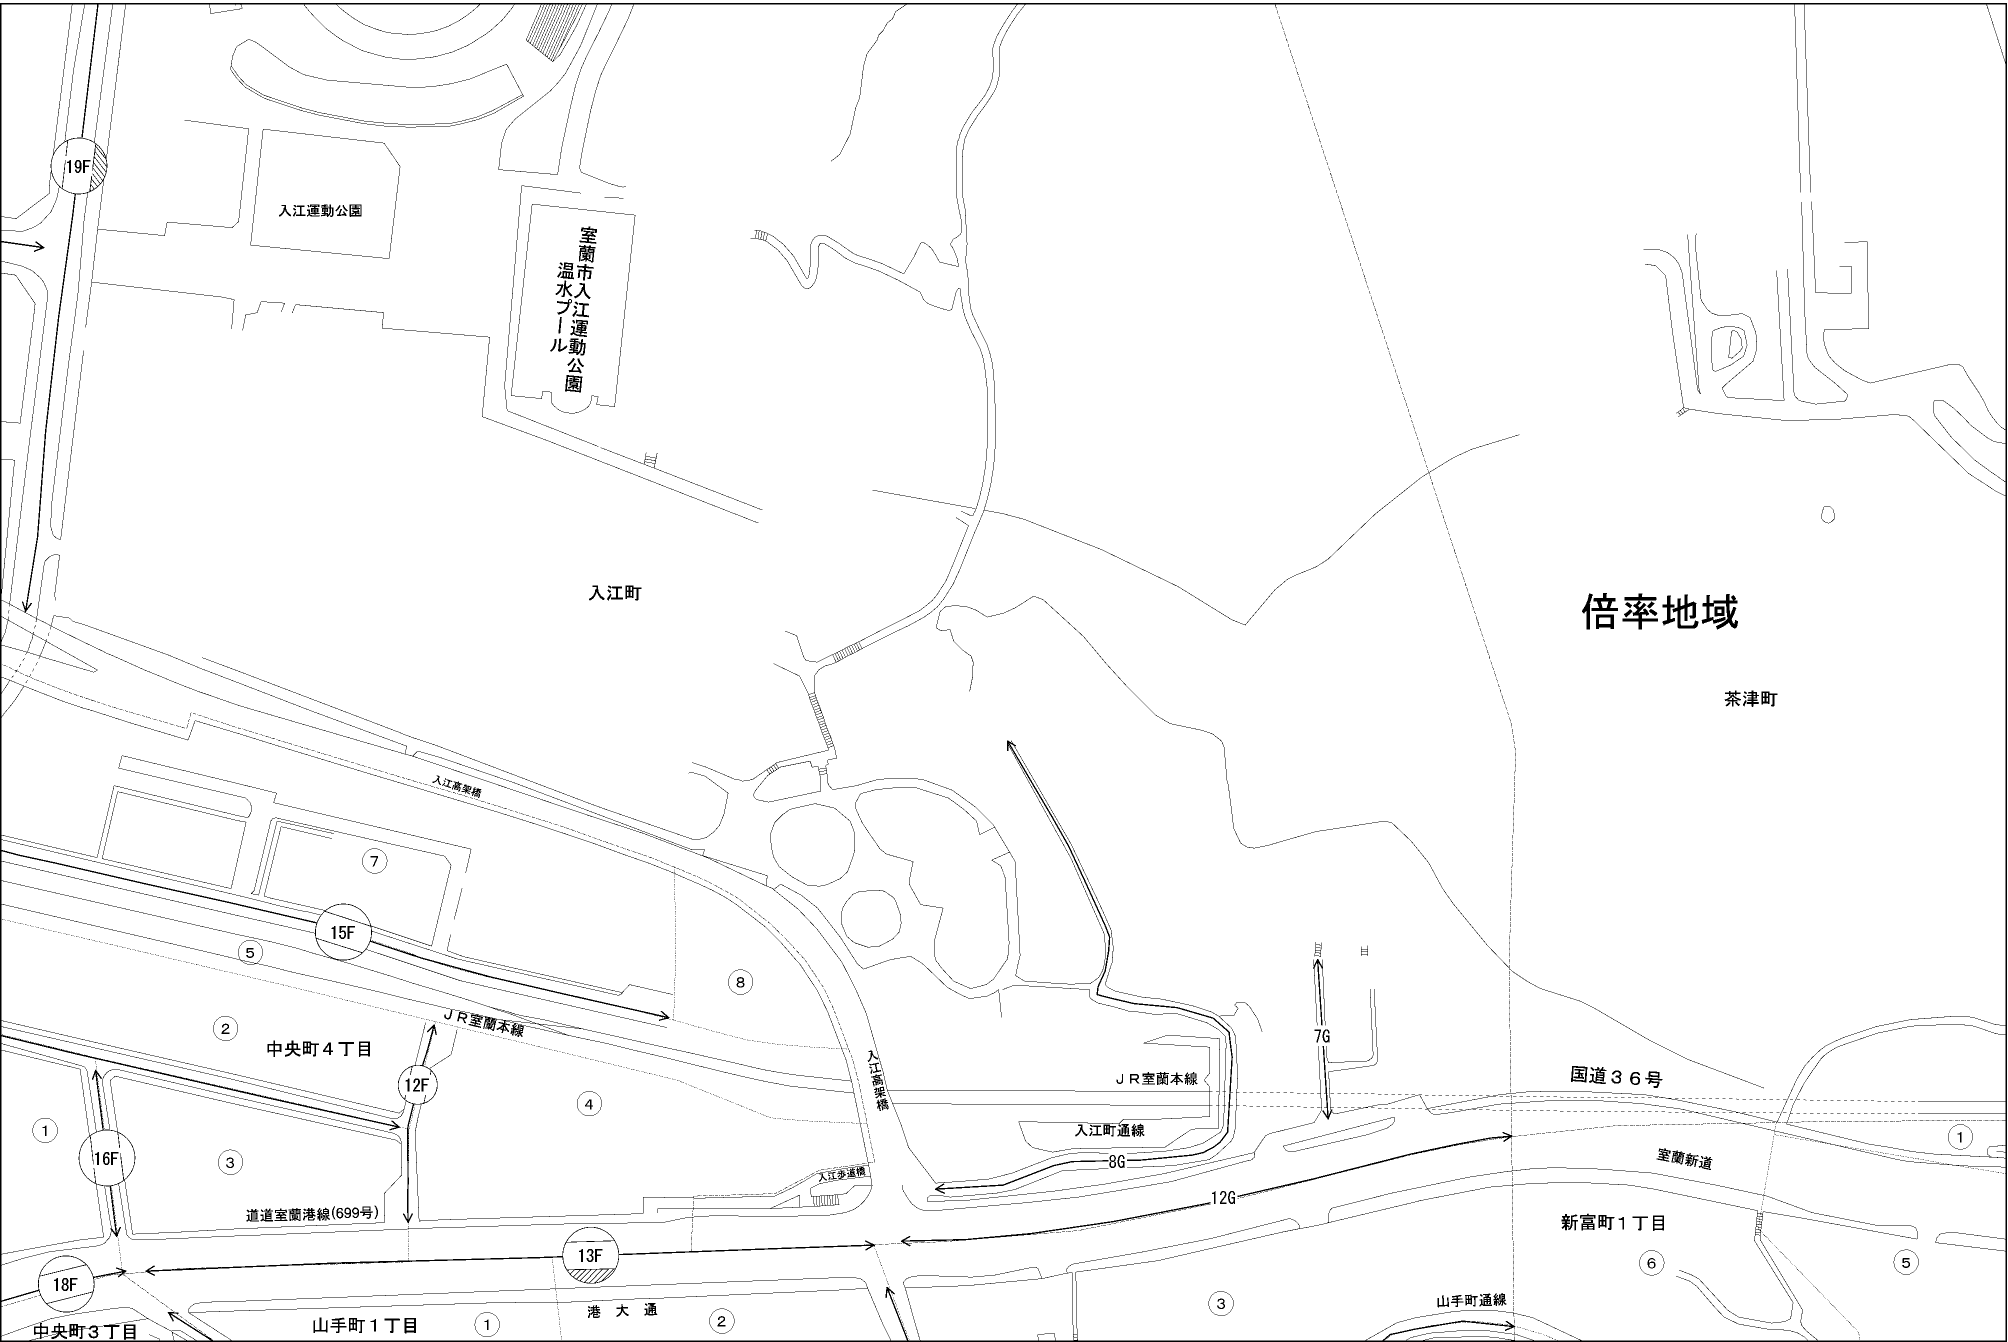 19F
入江運動公園
室蘭市入江運動公園
温水プール
入江町
倍率地域
茶津町
入江高架橋
7
15F
5
8
2
ＪＲ室蘭本線
中央町４丁目
12F
4
入江高架橋
7G
ＪＲ室蘭本線
国道３６号
1
16F
3
入江町通線
8G
1
室蘭新道
入江歩道橋
12G
道道室蘭港線(699号)
新富町１丁目
13F
18F
6
5
港大通
3
山手町通線
中央町３丁目
山手町１丁目
1
2